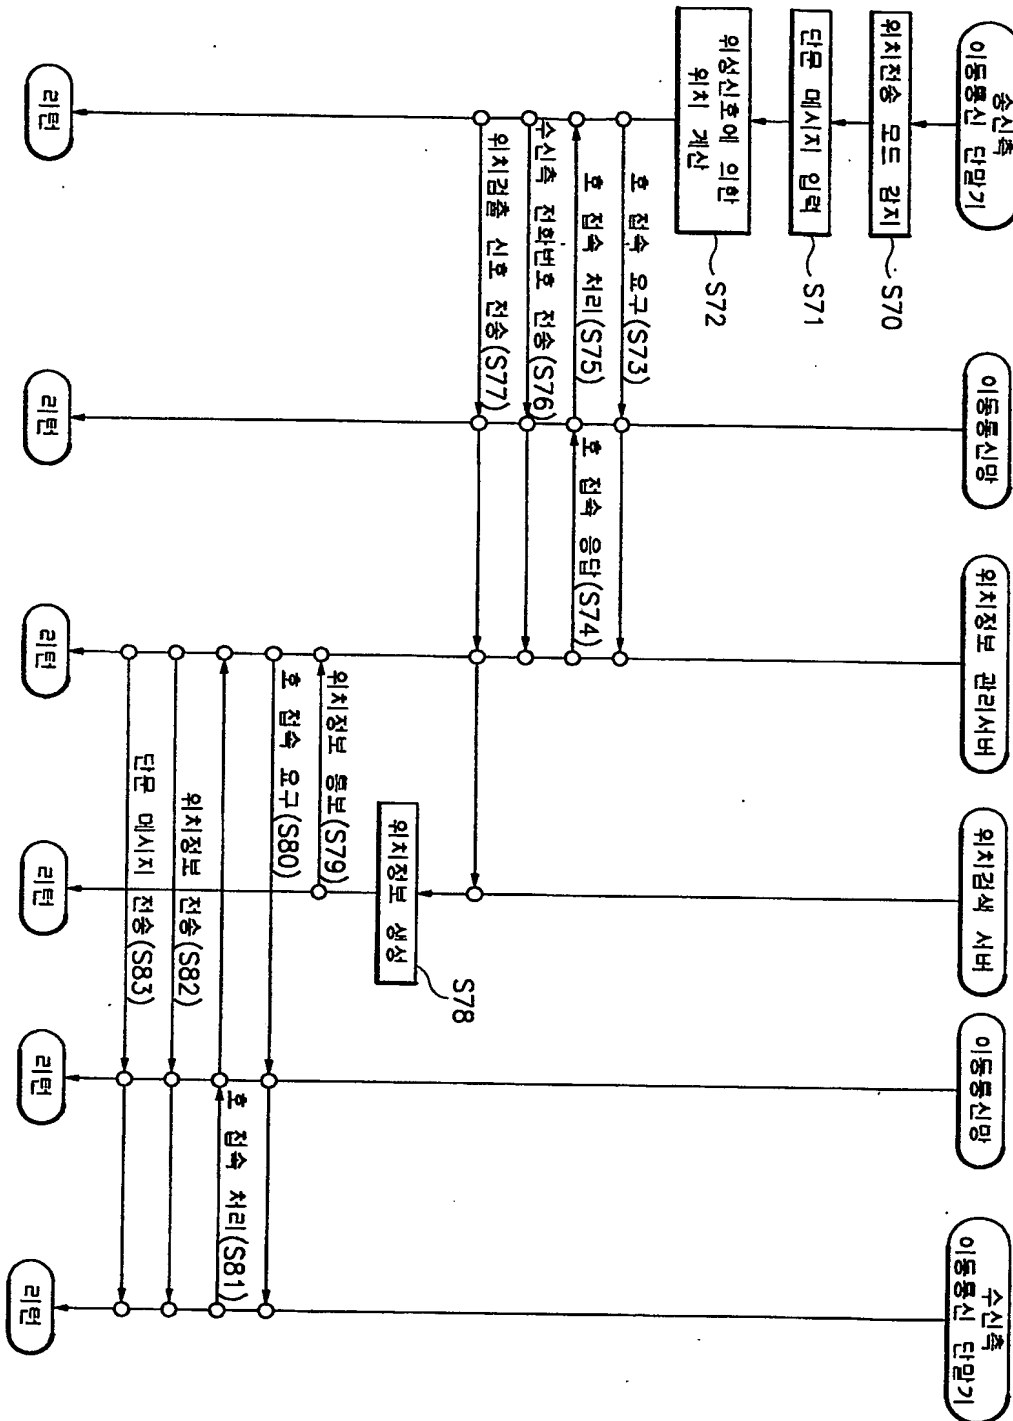 송신측
이동통신 단말기
이동통신망
위치정보 관리서버
위치검색 서버
이동통신망
수신측
이동통신 단말기
위치전송 모드 감지
S70
단문 메시지 입력
S71
위성신호에 의한
위치 계산
S72
호 접속 요구(S73)
호 접속 응답(S74)
호 접속 처리(S75)
수신측 전화번호 전송(S76)
위치검출 신호 전송(S77)
위치정보 생성
S78
위치정보 통보(S79)
호 접속 요구(S80)
호 접속 처리(S81)
위치정보 전송(S82)
단문 메시지 전송(S83)
리턴
리턴
리턴
리턴
리턴
리턴